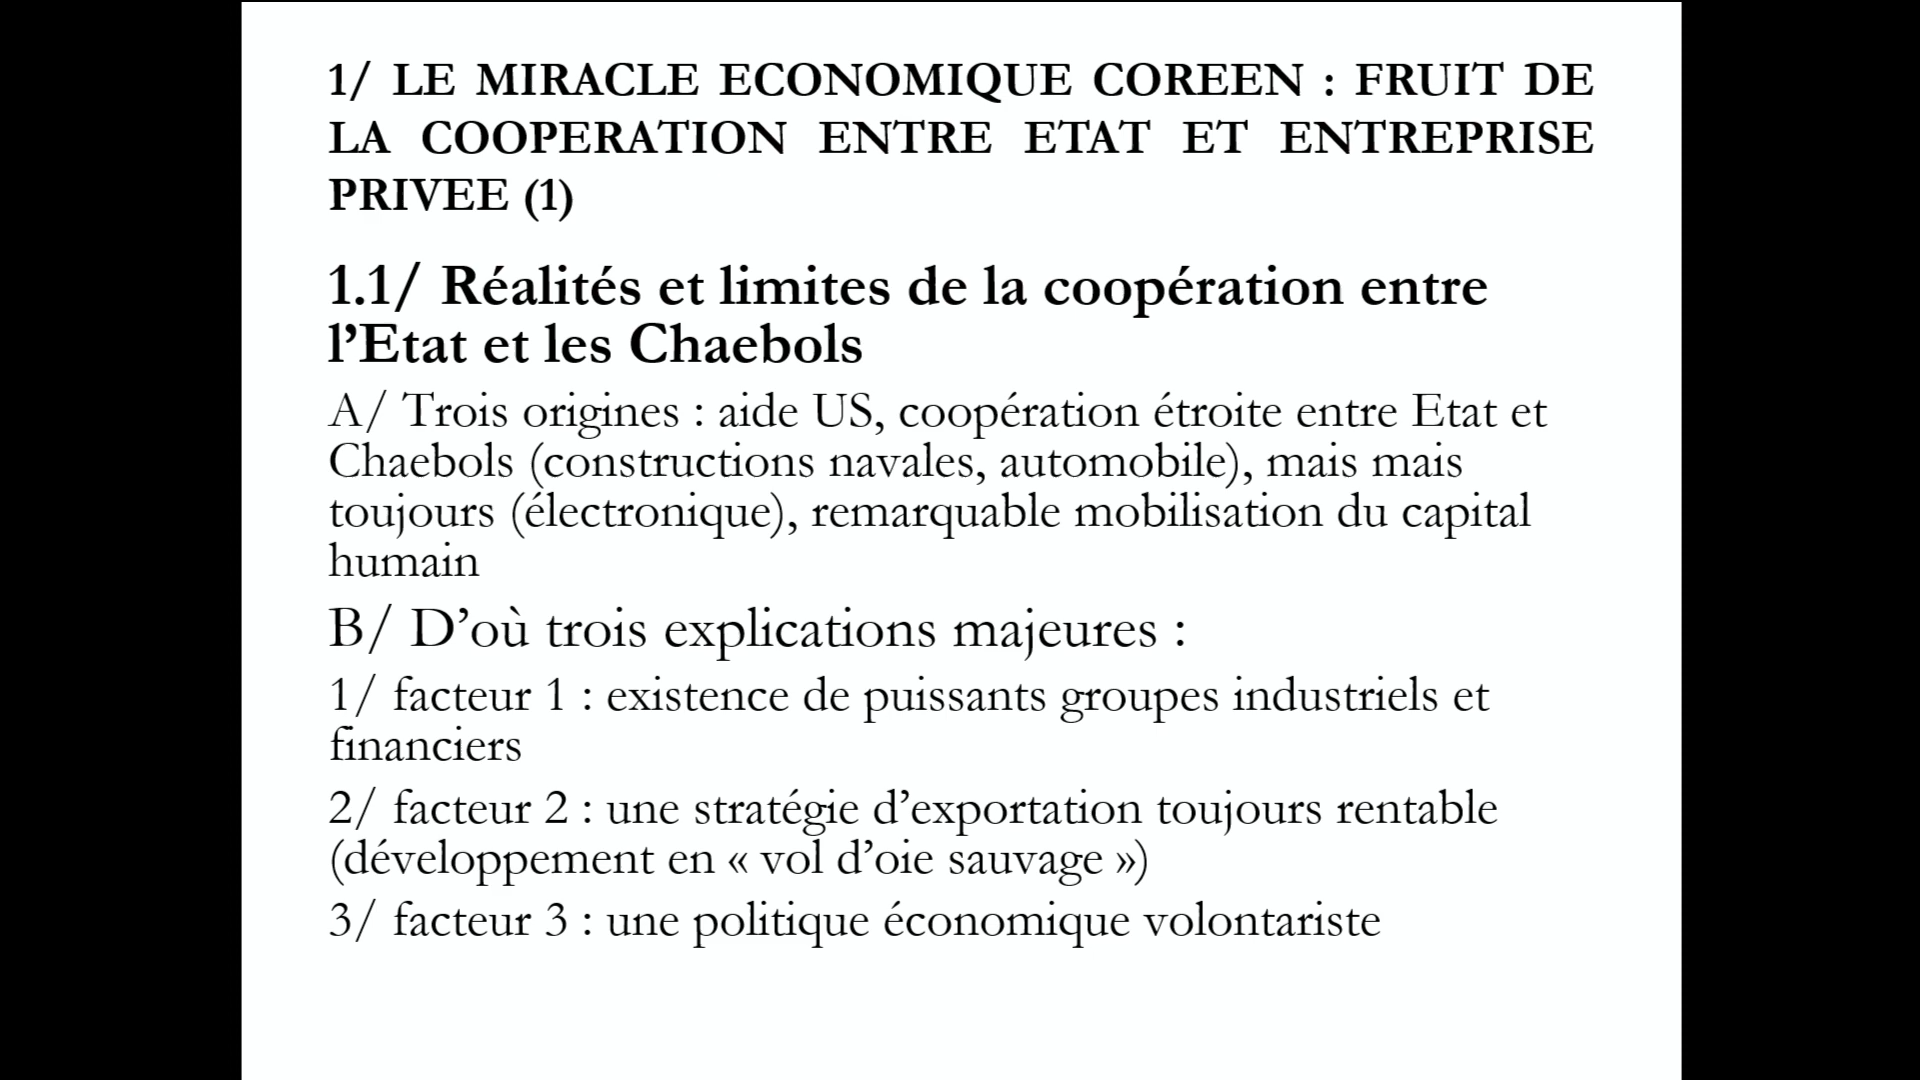 1/ LE MIRACLE ECONOMIQUE COREEN : FRUIT DE
LA COOPERATION ENTRE ETAT ET ENTREPRISE
PRIVEE (1)
1.1/ Réalités et limites de la coopération entre
l’Etat et les Chaebols
A/ Trois origines : aide US, coopération étroite entre Etat et
Chaebols (constructions navales, automobile), mais mais
toujours (électronique), remarquable mobilisation du capital
humain
B/ D’où trois explications majeures :
1/ facteur 1 : existence de puissants groupes industriels et
financiers
2/ facteur 2 : une stratégie d’exportation toujours rentable
(développement en « vol d’oie sauvage »)
3/ facteur 3 : une politique économique volontariste